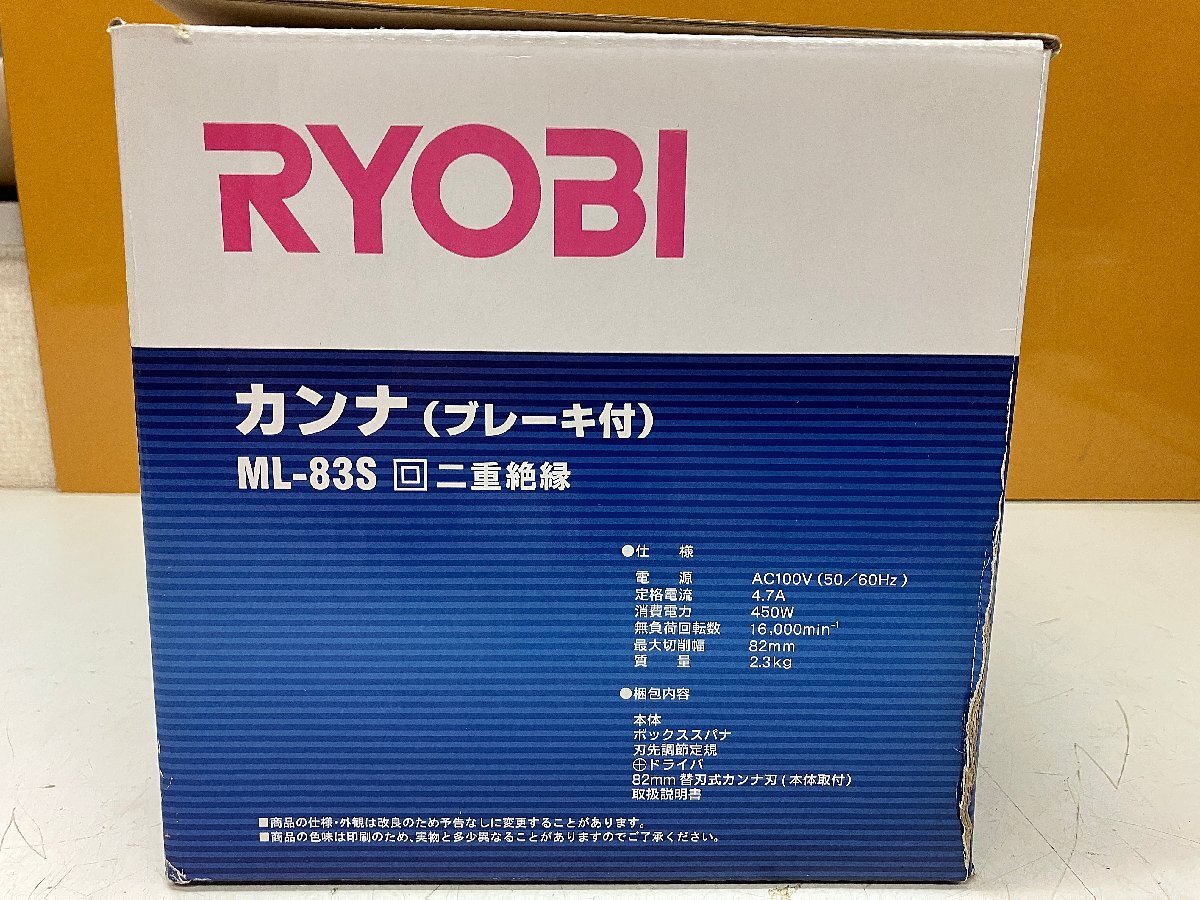 RYOBI
カンナ（ブレーキ付）
ML-83S 回 二重絶縁
●仕 様
電 源 AC100V（50／60Hz）
定格電流 4.7A
消費電力 450W
無負荷回転数 16,000min⁻¹
最大切削幅 82mm
質 量 2.3kg
●梱包内容
本体
ボックススパナ
刃先調節定規
⊕ドライバ
82mm 替刃式カンナ刃（本体取付）
取扱説明書
■商品の仕様・外観は改良のため予告なしに変更することがあります。
■商品の色味は印刷のため、実物と多少異なることがありますのでご了承ください。